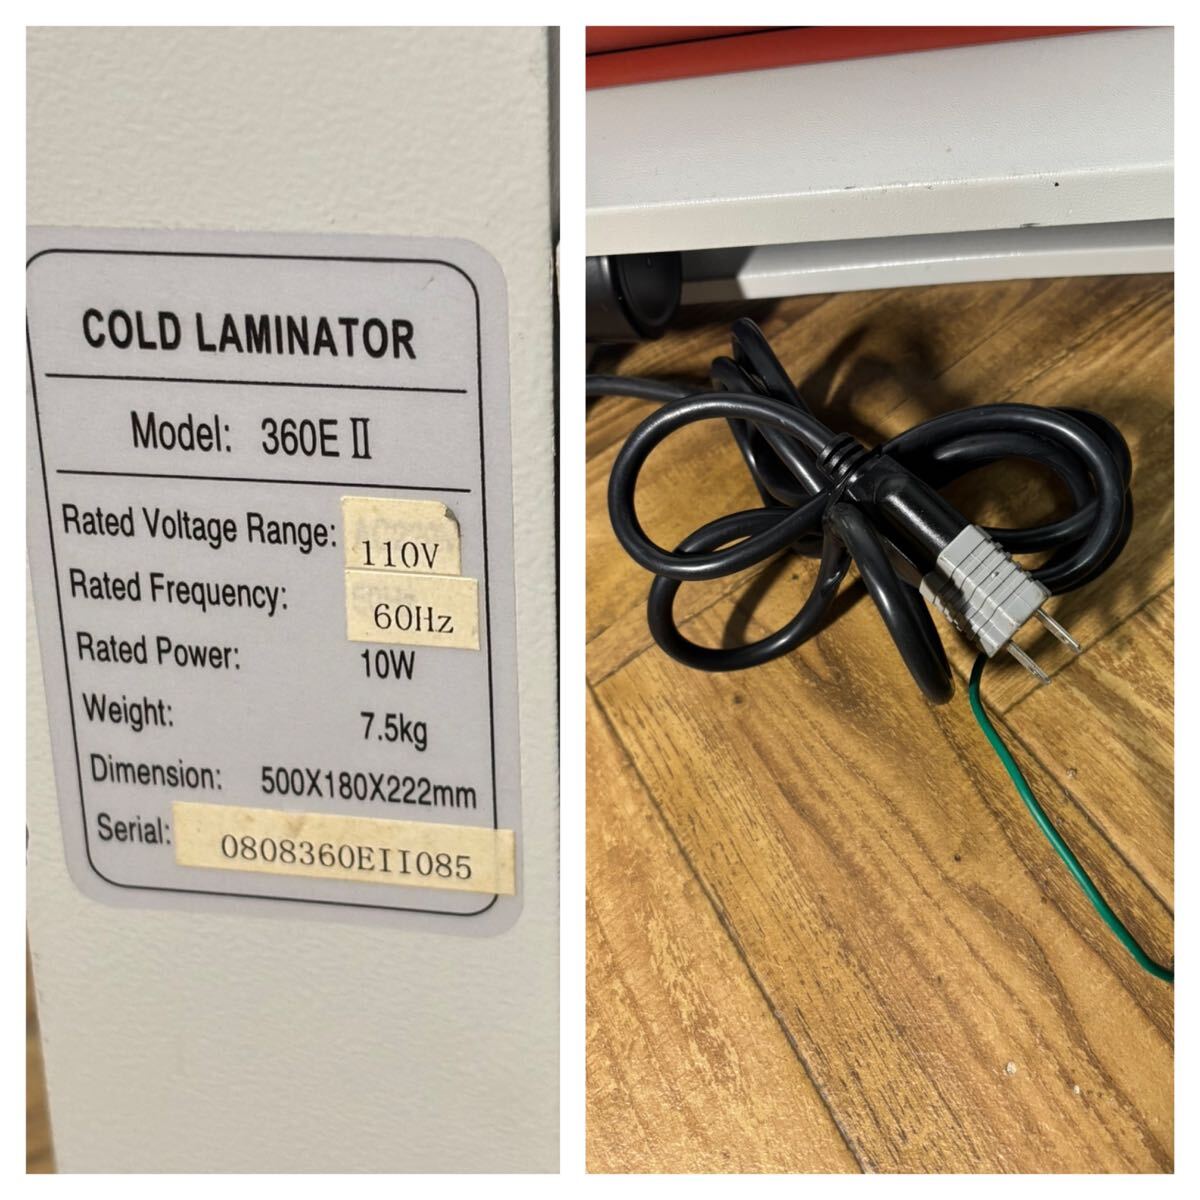 COLD LAMINATOR
Model: 360E II
Rated Voltage Range: 110V
Rated Frequency: 60Hz
Rated Power: 10W
Weight: 7.5kg
Dimension: 500X180X222mm
Serial: 0808360EII085